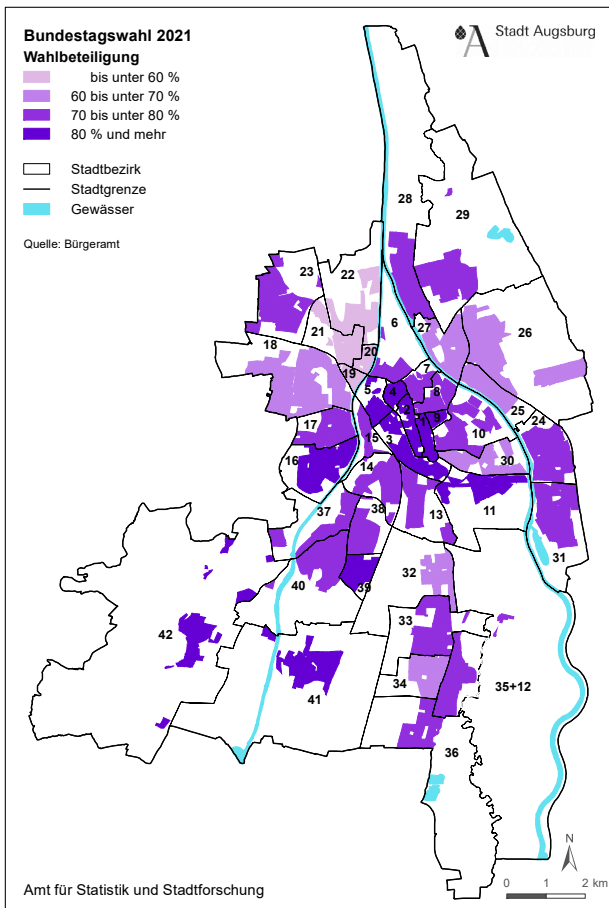 Bundestagswahl 2021
Wahlbeteiligung
bis unter 60 %
60 bis unter 70 %
70 bis unter 80 %
80 % und mehr
Stadtbezirk
Stadtgrenze
Gewässer
Quelle: Bürgeramt
A Stadt Augsburg
28
29
23
22
6
27
26
21
18
20
19
7
5
4
8
2
25
24
17
1
9
10
15
3
16
14
30
37
38
13
11
31
32
40
39
33
42
34
35+12
41
36
N
Amt für Statistik und Stadtforschung
0 1 2 km